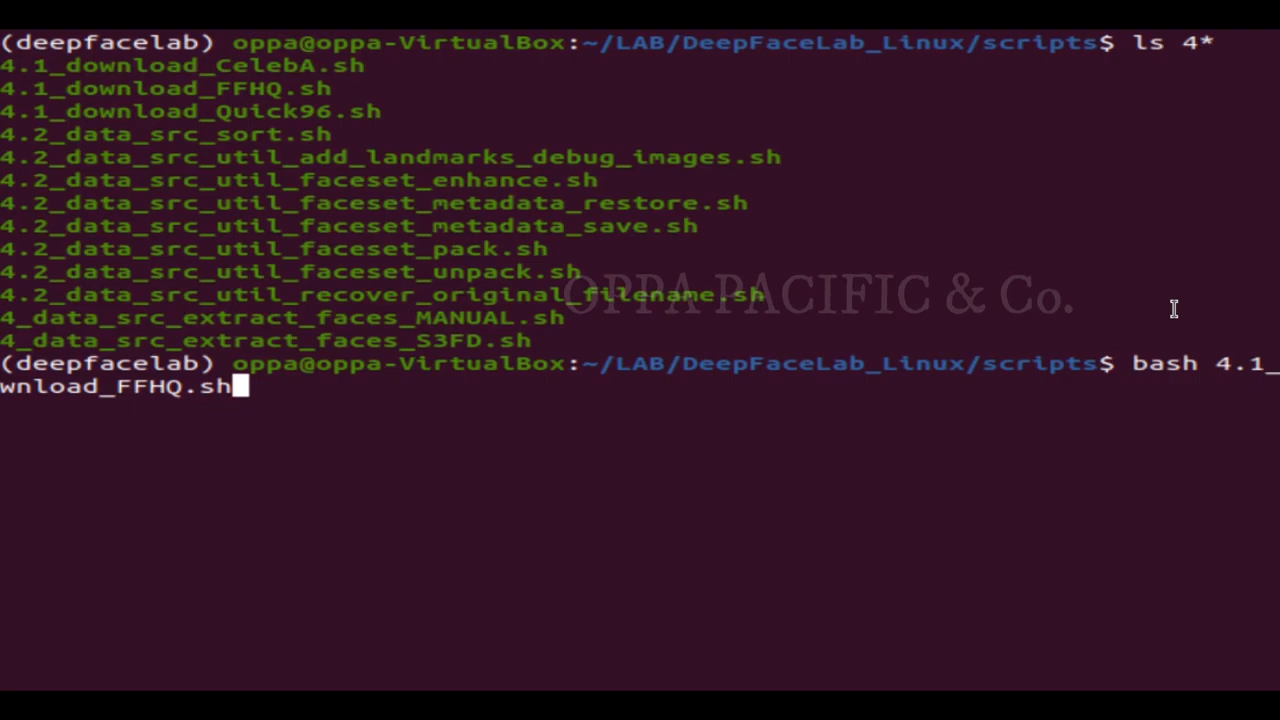 (deepfacelab) oppa@oppa-VirtualBox:~/LAB/DeepFaceLab_Linux/scripts$ ls 4*
4.1_download_CelebA.sh
4.1_download_FFHQ.sh
4.1_download_Quick96.sh
4.2_data_src_sort.sh
4.2_data_src_util_add_landmarks_debug_images.sh
4.2_data_src_util_faceset_enhance.sh
4.2_data_src_util_faceset_metadata_restore.sh
4.2_data_src_util_faceset_metadata_save.sh
4.2_data_src_util_faceset_pack.sh
4.2_data_src_util_faceset_unpack.sh
4.2_data_src_util_recover_original_filename.sh
OPPA PACIFIC & Co.
4_data_src_extract_faces_MANUAL.sh
4_data_src_extract_faces_S3FD.sh
(deepfacelab) oppa@oppa-VirtualBox:~/LAB/DeepFaceLab_Linux/scripts$ bash 4.1_
wnload_FFHQ.sh